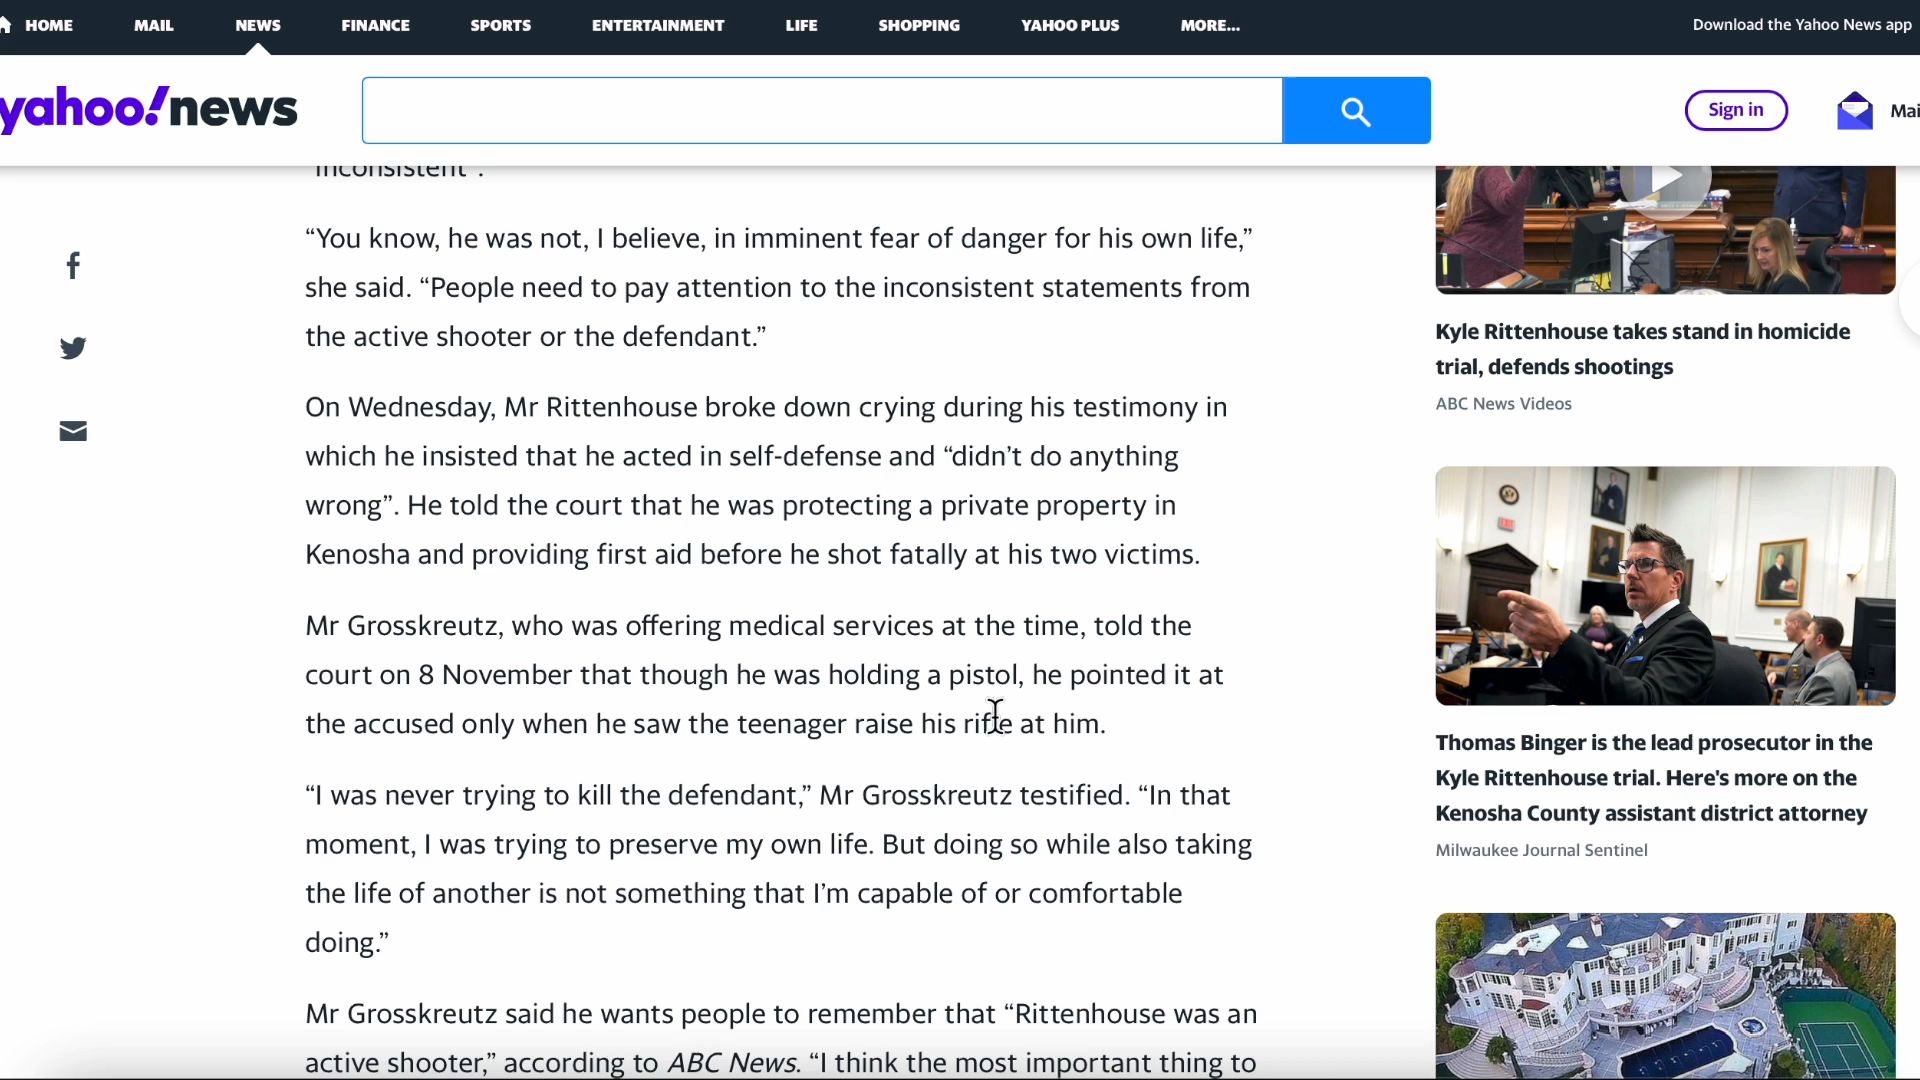 HOME MAIL NEWS FINANCE SPORTS ENTERTAINMENT LIFE SHOPPING YAHOO PLUS MORE... Download the Yahoo News app
yahoo!news
Sign in
Mai
inconsistent”.
“You know, he was not, I believe, in imminent fear of danger for his own life,”
she said. “People need to pay attention to the inconsistent statements from
the active shooter or the defendant.”
On Wednesday, Mr Rittenhouse broke down crying during his testimony in
which he insisted that he acted in self-defense and “didn’t do anything
wrong”. He told the court that he was protecting a private property in
Kenosha and providing first aid before he shot fatally at his two victims.
Mr Grosskreutz, who was offering medical services at the time, told the
court on 8 November that though he was holding a pistol, he pointed it at
the accused only when he saw the teenager raise his rifle at him.
“I was never trying to kill the defendant,” Mr Grosskreutz testified. “In that
moment, I was trying to preserve my own life. But doing so while also taking
the life of another is not something that I’m capable of or comfortable
doing.”
Mr Grosskreutz said he wants people to remember that “Rittenhouse was an
active shooter,” according to ABC News. “I think the most important thing to
Kyle Rittenhouse takes stand in homicide
trial, defends shootings
ABC News Videos
Thomas Binger is the lead prosecutor in the
Kyle Rittenhouse trial. Here's more on the
Kenosha County assistant district attorney
Milwaukee Journal Sentinel